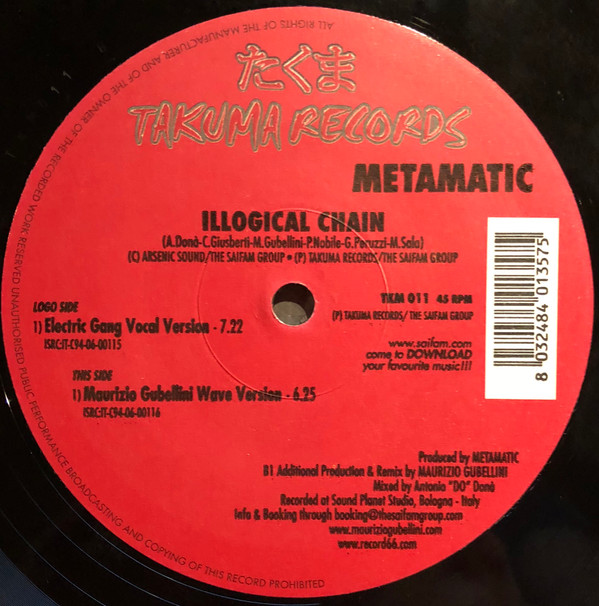 ALL RIGHTS OF THE MANUFACTURER AND OF THE OWNER OF THE RECORDED WORK RESERVED UNAUTHORISED PUBLIC PERFORMANCE BROADCASTING AND COPYING OF THIS RECORD PROHIBITED
たくま
TAKUMA RECORDS
METAMATIC
ILLOGICAL CHAIN
(A.Donà-C.Giusberti-M.Gubellini-P.Nobile-G.Peruzzi-M.Sala)
(C) ARSENIC SOUND/THE SAIFAM GROUP • (P) TAKUMA RECORDS/THE SAIFAM GROUP
LOGO SIDE
TKM 011 45 RPM
1) Electric Gang Vocal Version - 7.22
(P) TAKUMA RECORDS/ THE SAIFAM GROUP
ISRC:IT-C94-06-00115
www.saifam.com
come to DOWNLOAD
your favourite music!!!
THIS SIDE
1) Maurizio Gubellini Wave Version - 6.25
ISRC:IT-C94-06-00116
8 032484 013575
Produced by METAMATIC
B1 Additional Production & Remix by MAURIZIO GUBELLINI
Mixed by Antonio "DO" Donà
Recorded at Sound Planet Studio, Bologna - Italy
Info & Booking through booking@thesaifamgroup.com
www.mauriziogubellini.com
www.record66.com